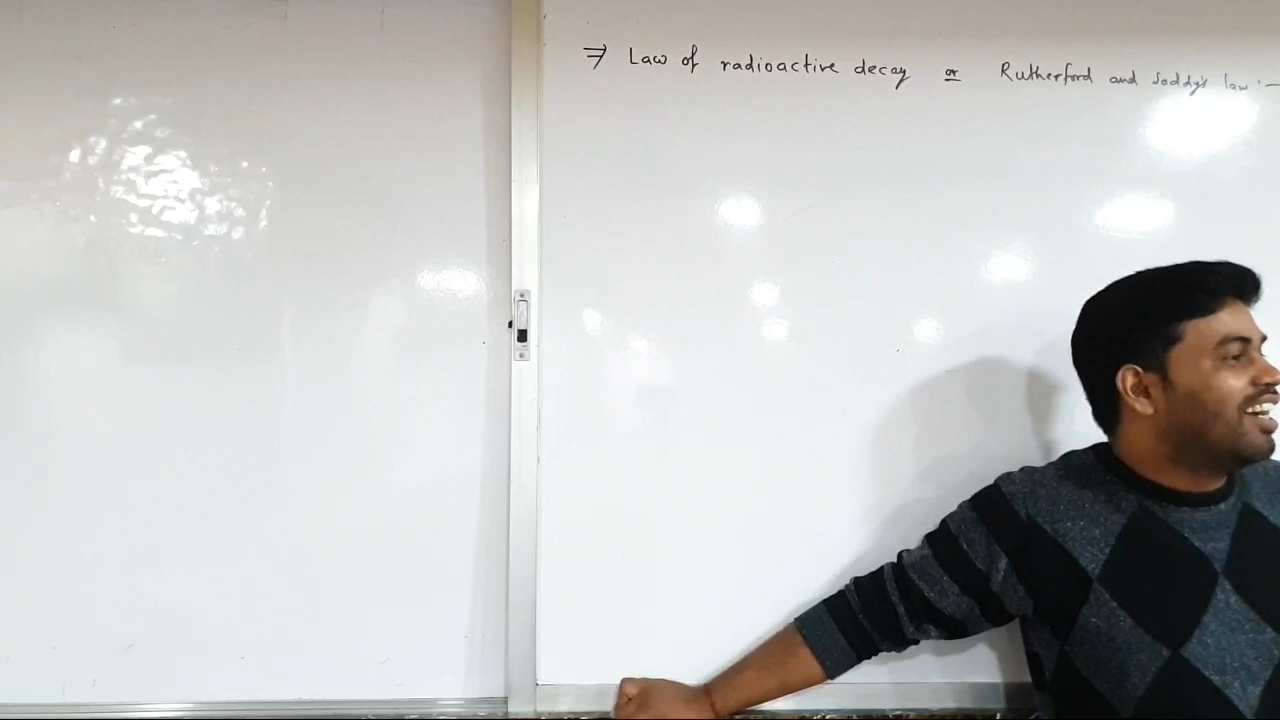 ⇒ Law of radioactive decay or Rutherford and Soddy's law :-